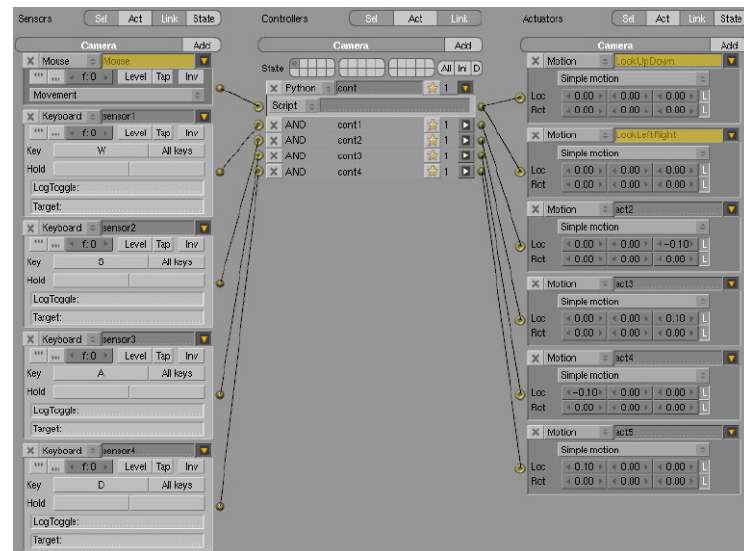 Sensors Sel Act Link State
Camera Add
Mouse Mouse
f:0 Level Tap Inv
Movement
Keyboard sensor1
f:0 Level Tap Inv
Key W All keys
Hold
LogToggle:
Target:
Keyboard sensor2
f:0 Level Tap Inv
Key S All keys
Hold
LogToggle:
Target:
Keyboard sensor3
f:0 Level Tap Inv
Key A All keys
Hold
LogToggle:
Target:
Keyboard sensor4
f:0 Level Tap Inv
Key D All keys
Hold
LogToggle:
Target:
Controllers Sel Act Link
Camera Add
State All Ini D
Python cont 1
Script
AND cont1 1
AND cont2 1
AND cont3 1
AND cont4 1
Actuators Sel Act Link State
Camera Add
Motion LookUpDown
Simple motion
Loc 0.00 0.00 0.00 L
Rot 0.00 0.00 0.00 L
Motion LookLeftRight
Simple motion
Loc 0.00 0.00 0.00 L
Rot 0.00 0.00 0.00 L
Motion act2
Simple motion
Loc 0.00 0.00 -0.10 L
Rot 0.00 0.00 0.00 L
Motion act3
Simple motion
Loc 0.00 0.00 0.10 L
Rot 0.00 0.00 0.00 L
Motion act4
Simple motion
Loc -0.10 0.00 0.00 L
Rot 0.00 0.00 0.00 L
Motion act5
Simple motion
Loc 0.10 0.00 0.00 L
Rot 0.00 0.00 0.00 L